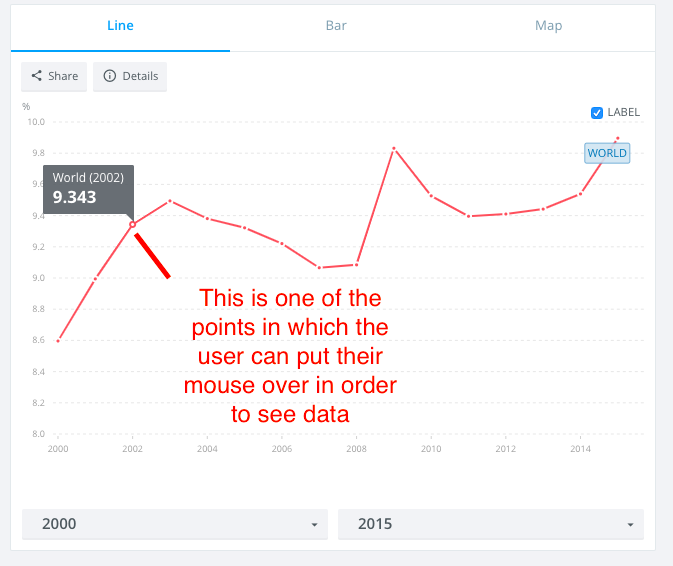 Line Bar Map
Share Details
%
LABEL
10.0
9.8
WORLD
World (2002)
9.343
9.6
9.4
9.2
9.0
This is one of the
points in which the
user can put their
mouse over in order
to see data
8.8
8.6
8.4
8.2
8.0
2000 2002 2004 2006 2008 2010 2012 2014
2000 2015